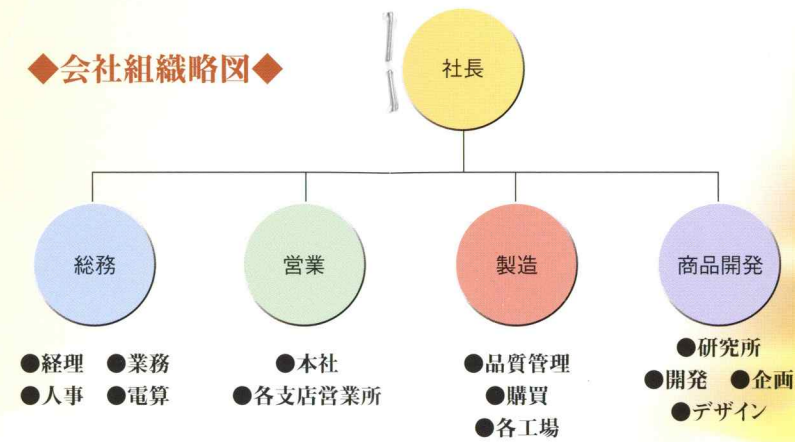 ◆会社組織略図◆
社長
総務
営業
製造
商品開発
●経理 ●業務
●人事 ●電算
●本社
●各支店営業所
●品質管理
●購買
●各工場
●研究所
●開発 ●企画
●デザイン